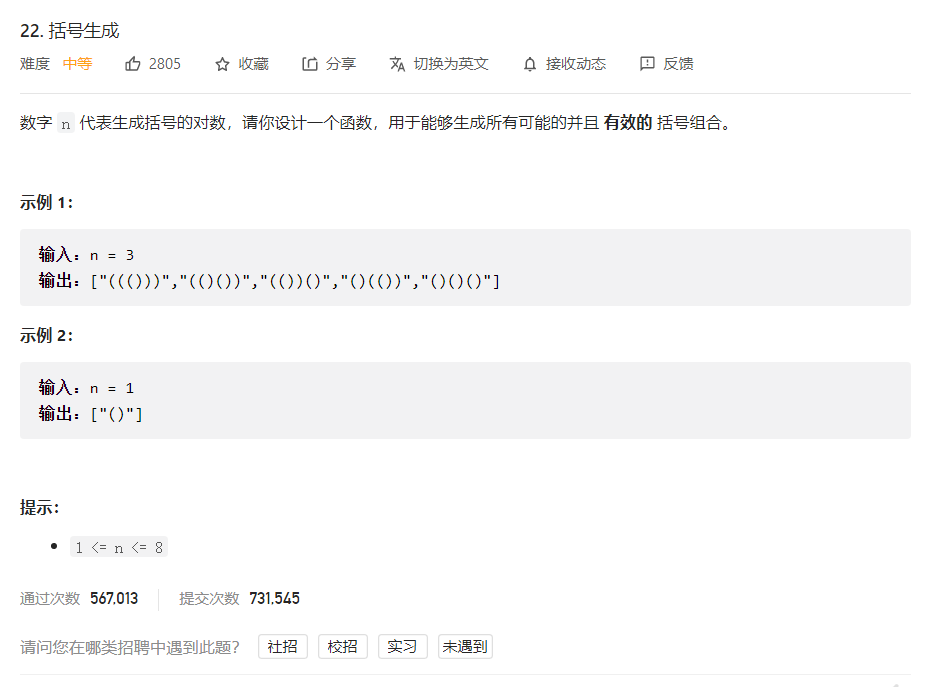 22. 括号生成
难度 中等 2805 收藏 分享 切换为英文 接收动态 反馈
数字 n 代表生成括号的对数，请你设计一个函数，用于能够生成所有可能的并且 有效的 括号组合。
示例 1：
输入：n = 3
输出：["((()))","(()())","(())()","()(())","()()()"]
示例 2：
输入：n = 1
输出：["()"]
提示：
1 <= n <= 8
通过次数 567,013 提交次数 731,545
请问您在哪类招聘中遇到此题？ 社招 校招 实习 未遇到